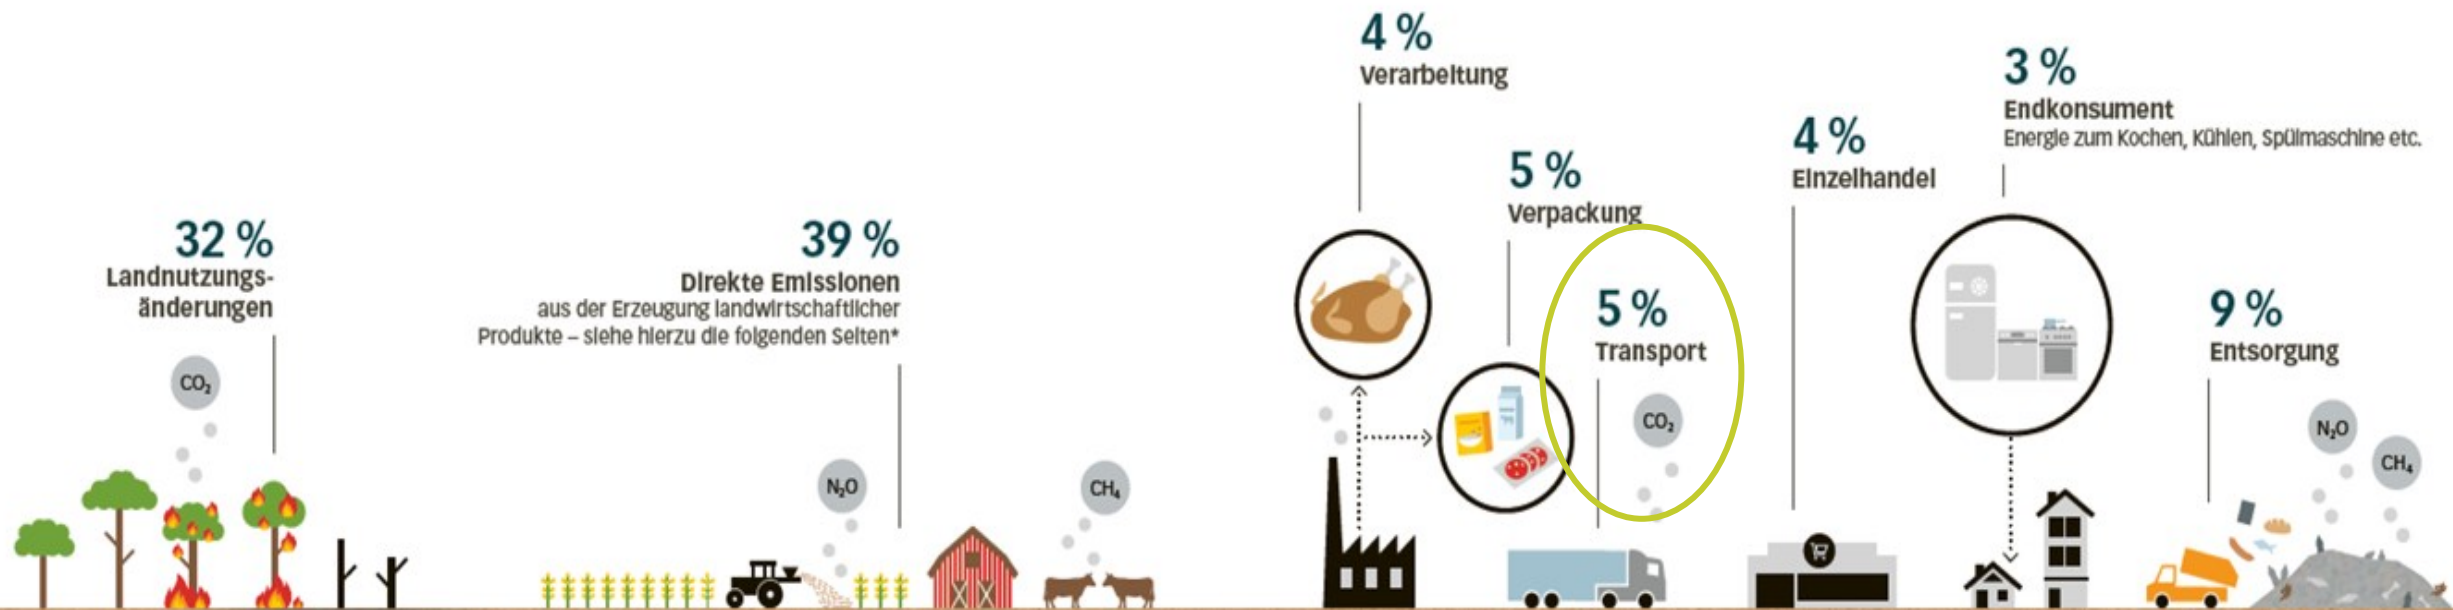 32 %
Landnutzungs-
änderungen
CO₂
39 %
Direkte Emissionen
aus der Erzeugung landwirtschaftlicher
Produkte – siehe hierzu die folgenden Seiten*
N₂O
CH₄
4 %
Verarbeitung
5 %
Verpackung
5 %
Transport
CO₂
4 %
Einzelhandel
3 %
Endkonsument
Energie zum Kochen, Kühlen, Spülmaschine etc.
9 %
Entsorgung
N₂O
CH₄